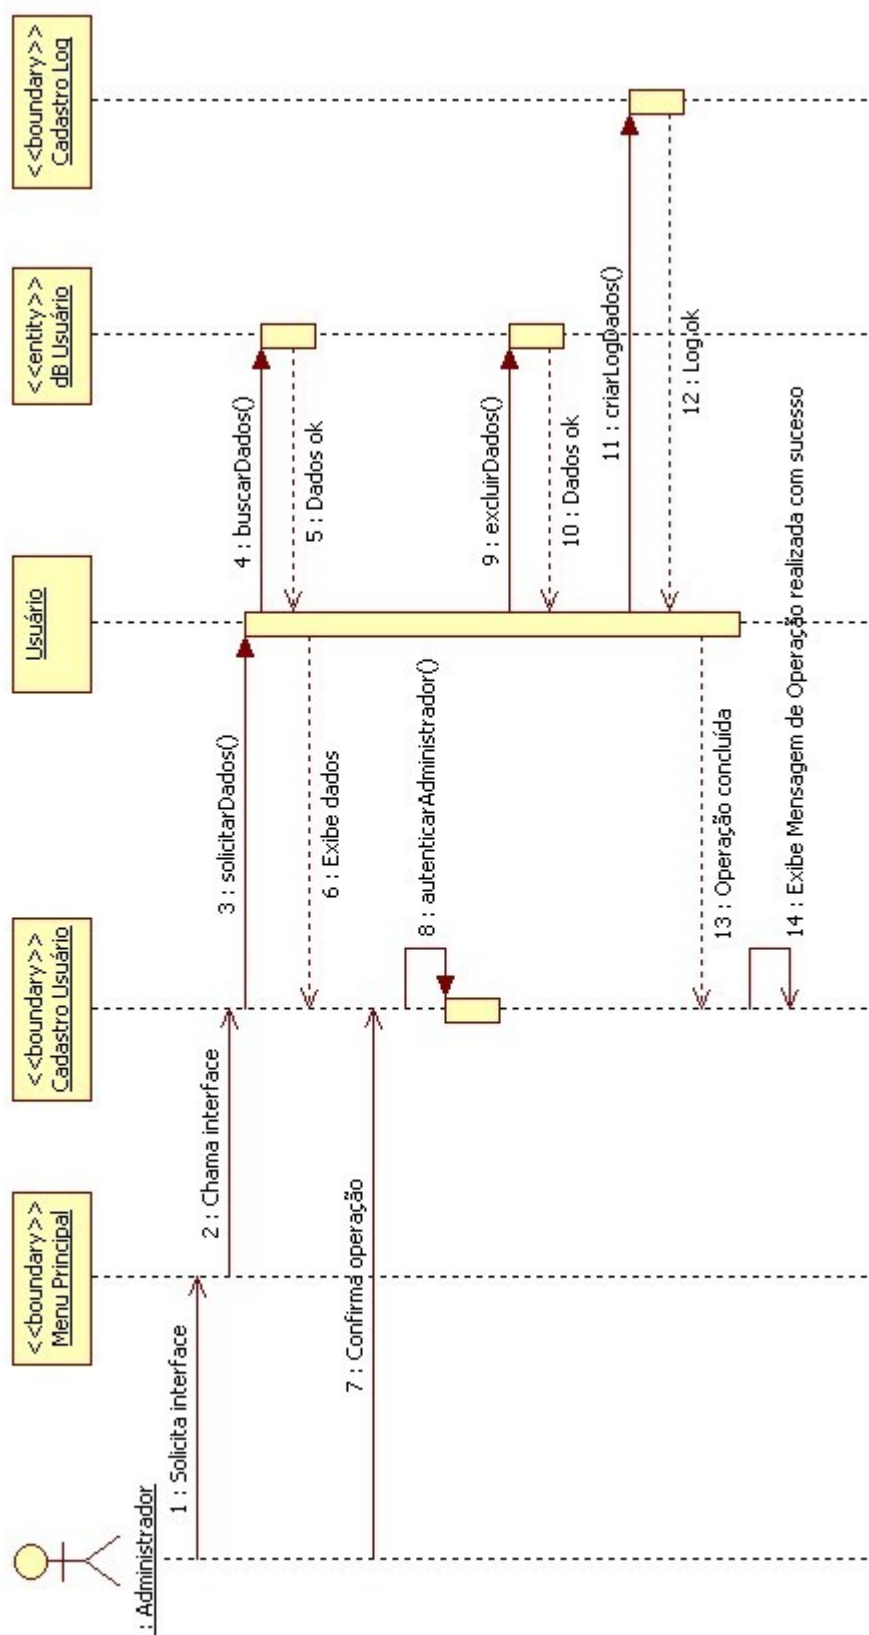 : Administrador
<<boundary>>
Menu Principal
<<boundary>>
Cadastro Usuário
Usuário
<<entity>>
dB Usuário
<<boundary>>
Cadastro Log
1 : Solicita interface
2 : Chama interface
3 : solicitarDados()
4 : buscarDados()
5 : Dados ok
6 : Exibe dados
7 : Confirma operação
8 : autenticarAdministrador()
9 : excluirDados()
10 : Dados ok
11 : criarLogDados()
12 : Log ok
13 : Operação concluída
14 : Exibe Mensagem de Operação realizada com sucesso